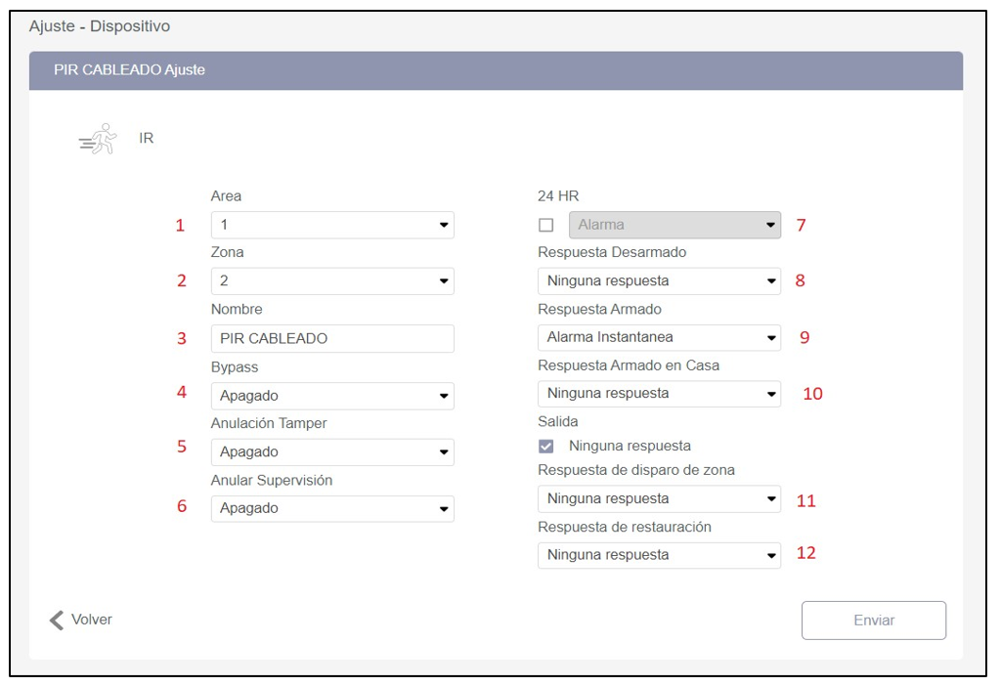 Ajuste - Dispositivo
PIR CABLEADO Ajuste
IR
Area
1 1
Zona
2 2
Nombre
3 PIR CABLEADO
Bypass
4 Apagado
Anulación Tamper
5 Apagado
Anular Supervisión
6 Apagado
24 HR
Alarma 7
Respuesta Desarmado
Ninguna respuesta 8
Respuesta Armado
Alarma Instantanea 9
Respuesta Armado en Casa
Ninguna respuesta 10
Salida
Ninguna respuesta
Respuesta de disparo de zona
Ninguna respuesta 11
Respuesta de restauración
Ninguna respuesta 12
Volver
Enviar